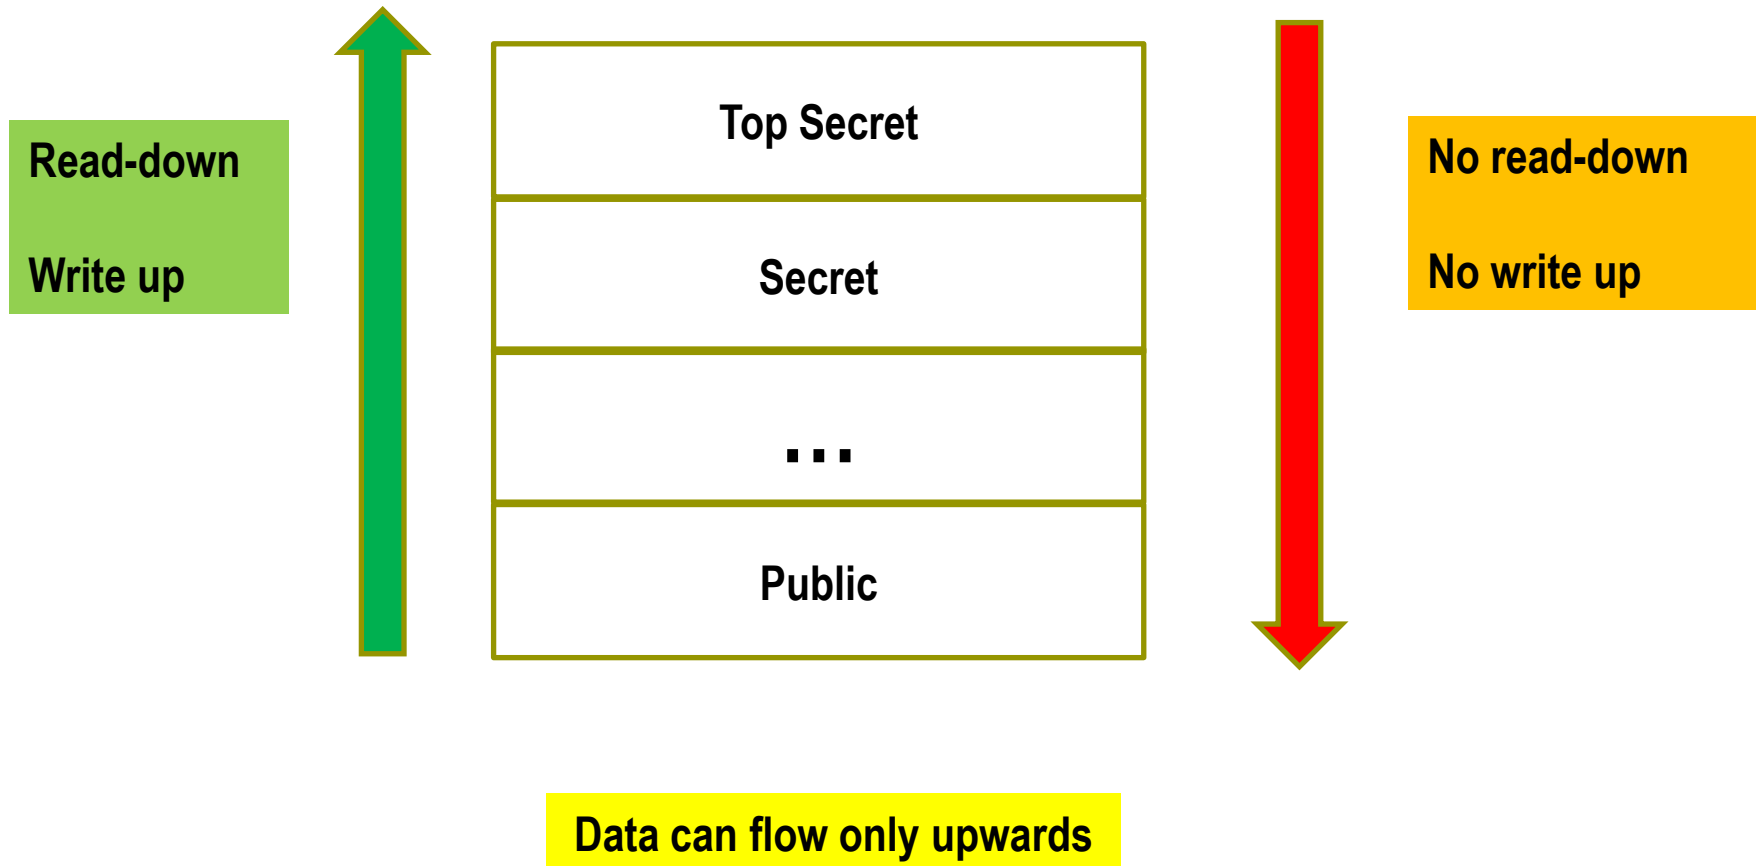 Top Secret
Read-down
Write up
No read-down
No write up
Secret
...
Public
Data can flow only upwards